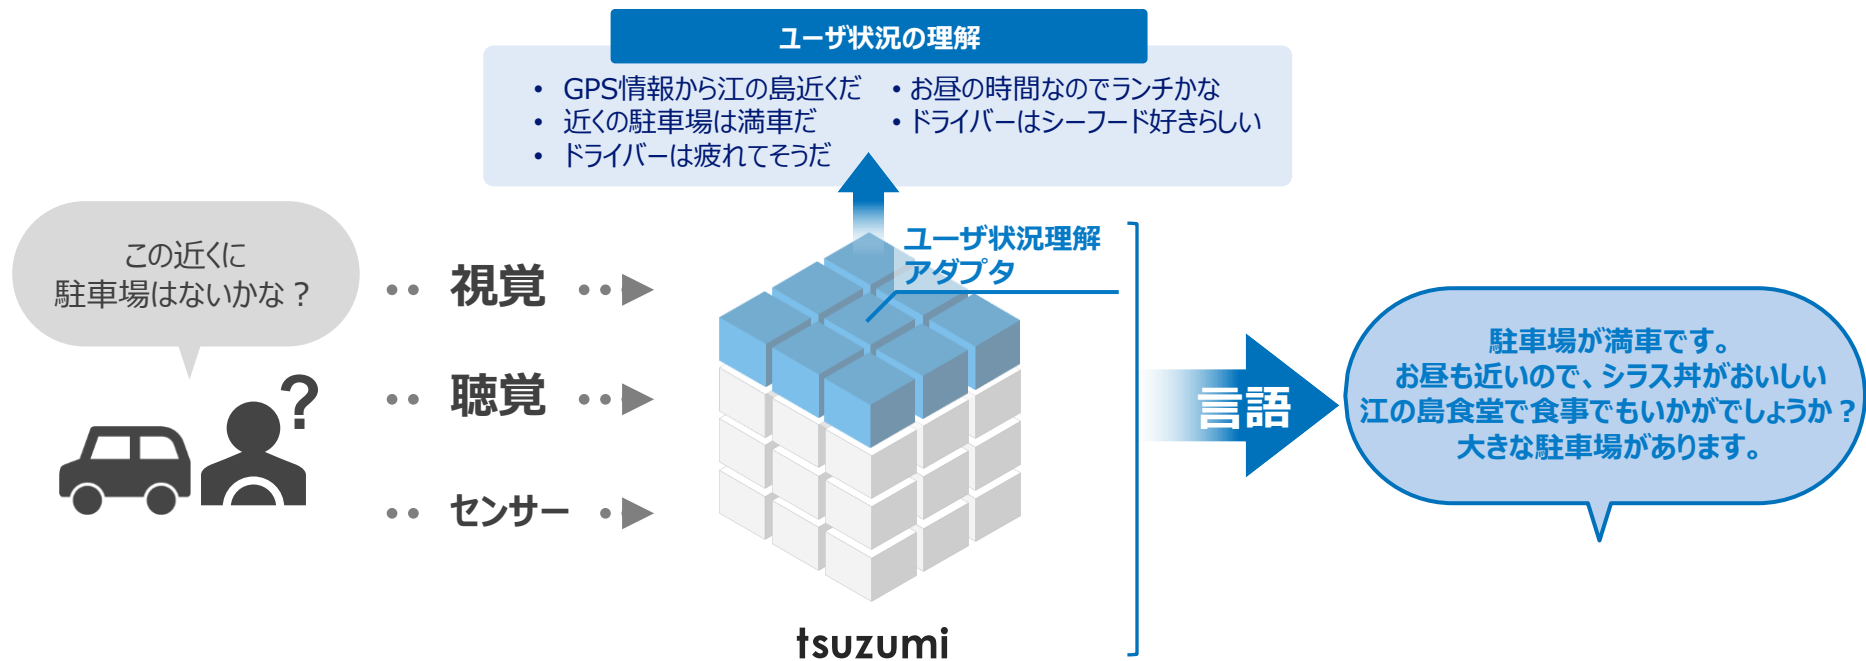 ユーザ状況の理解
• GPS情報から江の島近くだ
• 近くの駐車場は満車だ
• ドライバーは疲れてそうだ
• お昼の時間なのでランチかな
• ドライバーはシーフード好きらしい
この近くに
駐車場はないかな？
?
視覚
聴覚
センサー
ユーザ状況理解
アダプタ
tsuzumi
言語
駐車場が満車です。
お昼も近いので、シラス丼がおいしい
江の島食堂で食事でもいかがでしょうか？
大きな駐車場があります。